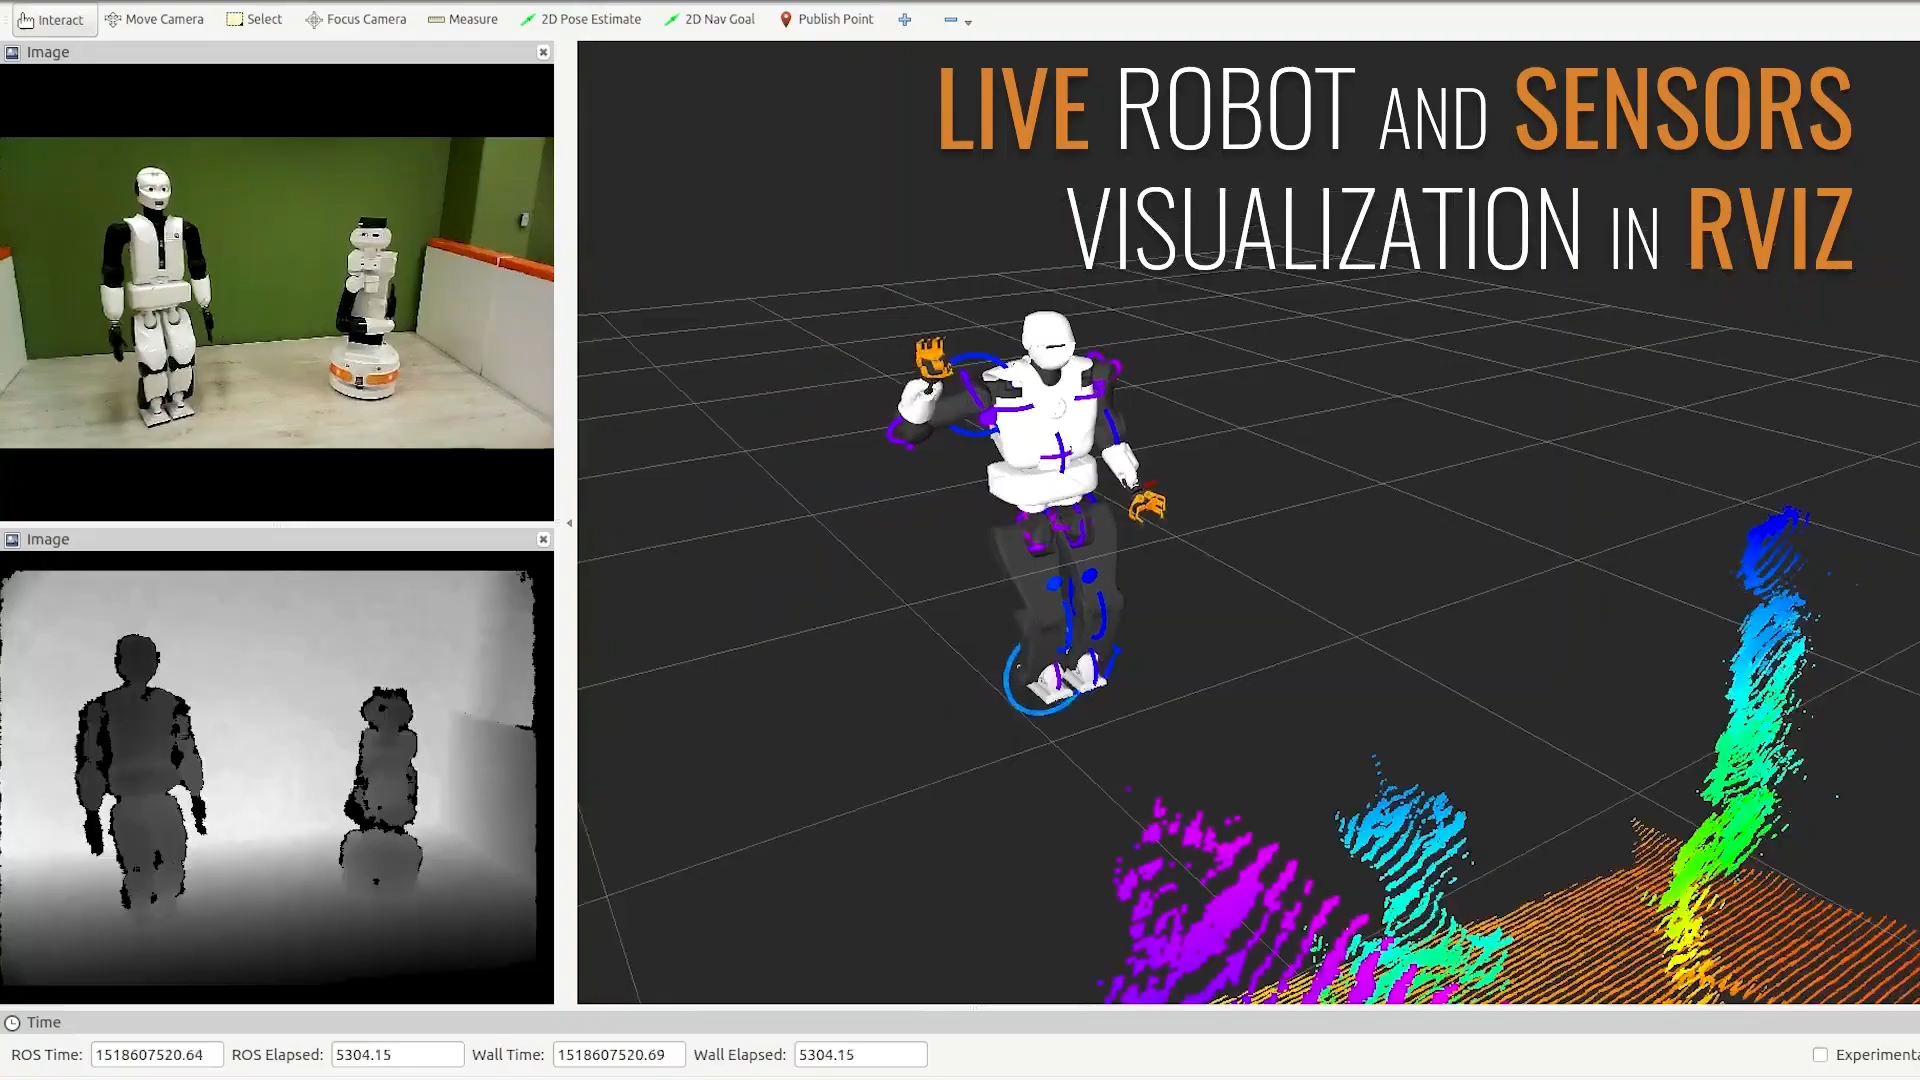 Interact Move Camera Select Focus Camera Measure 2D Pose Estimate 2D Nav Goal Publish Point
Image
LIVE ROBOT AND SENSORS
VISUALIZATION IN RVIZ
Image
Time
ROS Time: 1518607520.64 ROS Elapsed: 5304.15 Wall Time: 1518607520.69 Wall Elapsed: 5304.15 Experimenta